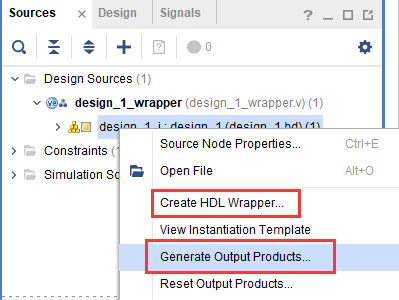 Sources
Design
Signals
0
Design Sources (1)
design_1_wrapper (design_1_wrapper.v) (1)
design_1_i : design_1 (design_1.bd) (1)
Constraints
Simulation So
Source Node Properties... Ctrl+E
Open File Alt+O
Create HDL Wrapper...
View Instantiation Template
Generate Output Products...
Reset Output Products...